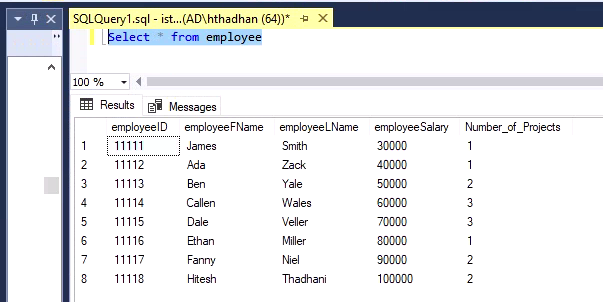 SQLQuery1.sql - ist...(AD\hthadhan (64))*
Select * from employee
100 %
Results Messages
employeeID employeeFName employeeLName employeeSalary Number_of_Projects
1 11111 James Smith 30000 1
2 11112 Ada Zack 40000 1
3 11113 Ben Yale 50000 2
4 11114 Callen Wales 60000 3
5 11115 Dale Veller 70000 3
6 11116 Ethan Miller 80000 1
7 11117 Fanny Niel 90000 2
8 11118 Hitesh Thadhani 100000 2